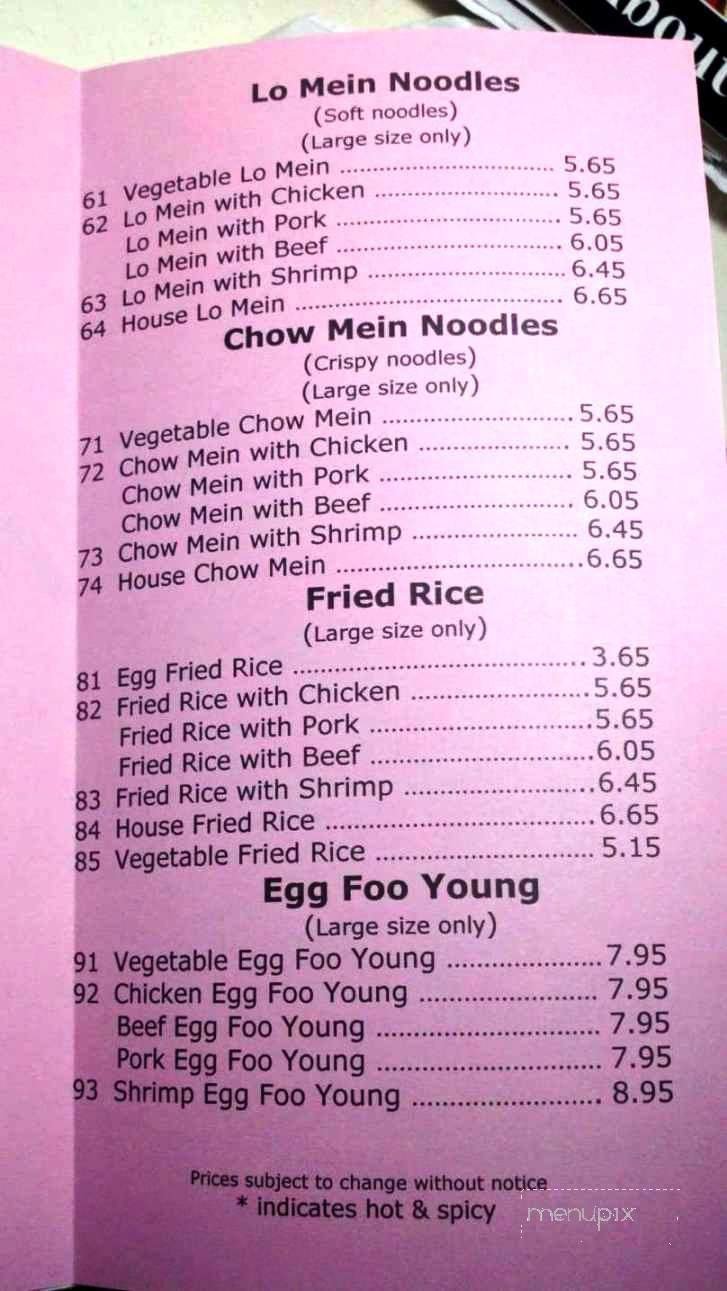 bout
Lo Mein Noodles
(Soft noodles)
(Large size only)
61 Vegetable Lo Mein ................................ 5.65
62 Lo Mein with Chicken ........................... 5.65
Lo Mein with Pork ................................. 5.65
Lo Mein with Beef ................................. 6.05
63 Lo Mein with Shrimp ............................. 6.45
64 House Lo Mein ....................................... 6.65
Chow Mein Noodles
(Crispy noodles)
(Large size only)
71 Vegetable Chow Mein ........................... 5.65
72 Chow Mein with Chicken ..................... 5.65
Chow Mein with Pork ........................... 5.65
Chow Mein with Beef ........................... 6.05
73 Chow Mein with Shrimp ....................... 6.45
74 House Chow Mein .................................. 6.65
Fried Rice
(Large size only)
81 Egg Fried Rice ........................................ 3.65
82 Fried Rice with Chicken ........................ 5.65
Fried Rice with Pork .............................. 5.65
Fried Rice with Beef .............................. 6.05
83 Fried Rice with Shrimp .......................... 6.45
84 House Fried Rice .................................... 6.65
85 Vegetable Fried Rice ............................. 5.15
Egg Foo Young
(Large size only)
91 Vegetable Egg Foo Young .................... 7.95
92 Chicken Egg Foo Young ....................... 7.95
Beef Egg Foo Young ............................. 7.95
Pork Egg Foo Young ............................. 7.95
93 Shrimp Egg Foo Young ......................... 8.95
Prices subject to change without notice
* indicates hot & spicy
menupix